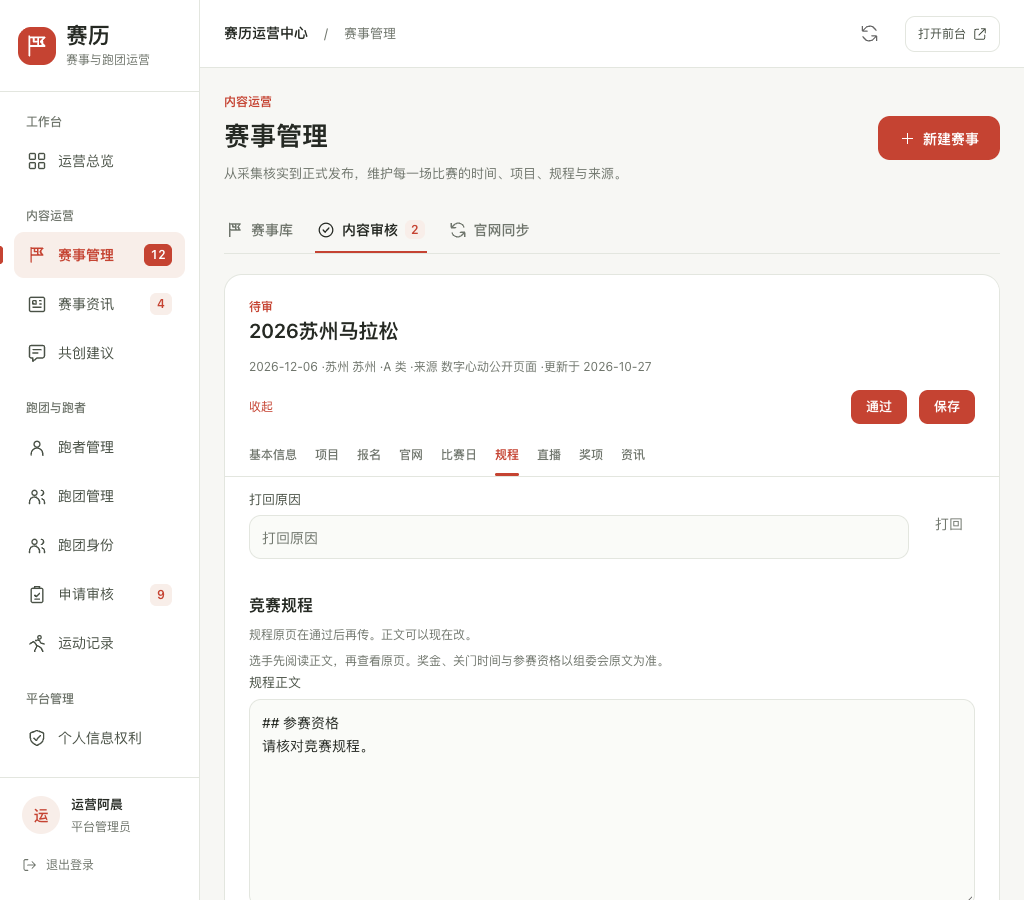 赛历
赛事与跑团运营
工作台
运营总览
内容运营
赛事管理 12
赛事资讯 4
共创建议
跑团与跑者
跑者管理
跑团管理
跑团身份
申请审核 9
运动记录
平台管理
个人信息权利
运 运营阿晨
平台管理员
退出登录
赛历运营中心 / 赛事管理
打开前台
内容运营
赛事管理
从采集核实到正式发布，维护每一场比赛的时间、项目、规程与来源。
新建赛事
赛事库 内容审核 2 官网同步
待审
2026苏州马拉松
2026-12-06 ·苏州 苏州 ·A 类 ·来源 数字心动公开页面 ·更新于 2026-10-27
收起 通过 保存
基本信息 项目 报名 官网 比赛日 规程 直播 奖项 资讯
打回原因
打回原因 打回
竞赛规程
规程原页在通过后再传。正文可以现在改。
选手先阅读正文，再查看原页。奖金、关门时间与参赛资格以组委会原文为准。
规程正文
## 参赛资格
请核对竞赛规程。